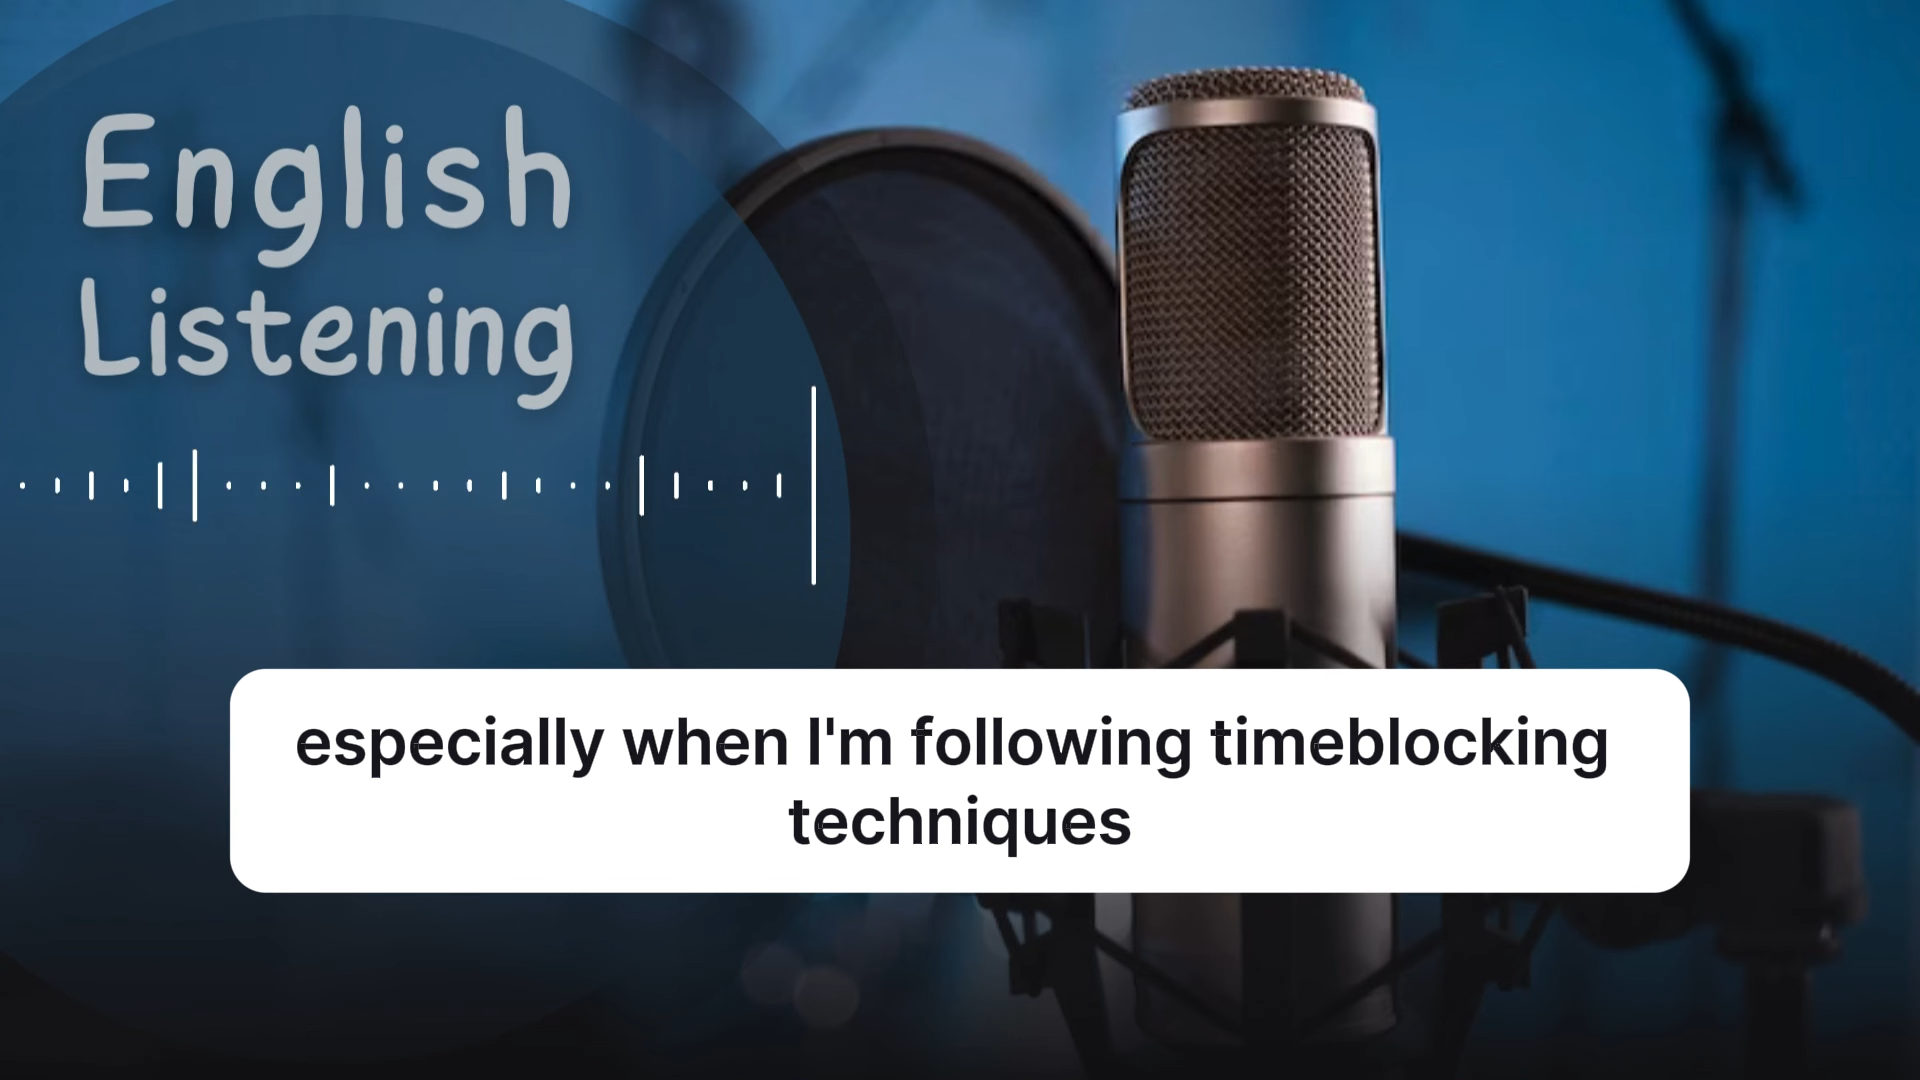 English
Listening
especially when I'm following timeblocking
techniques